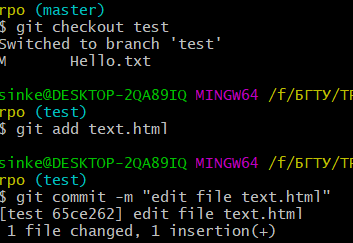 rpo (master)
$ git checkout test
Switched to branch 'test'
M       Hello.txt
sinke@DESKTOP-2QA89IQ MINGW64 /f/БГТУ/ТР
rpo (test)
$ git add text.html
sinke@DESKTOP-2QA89IQ MINGW64 /f/БГТУ/ТР
rpo (test)
$ git commit -m "edit file text.html"
[test 65ce262] edit file text.html
1 file changed, 1 insertion(+)